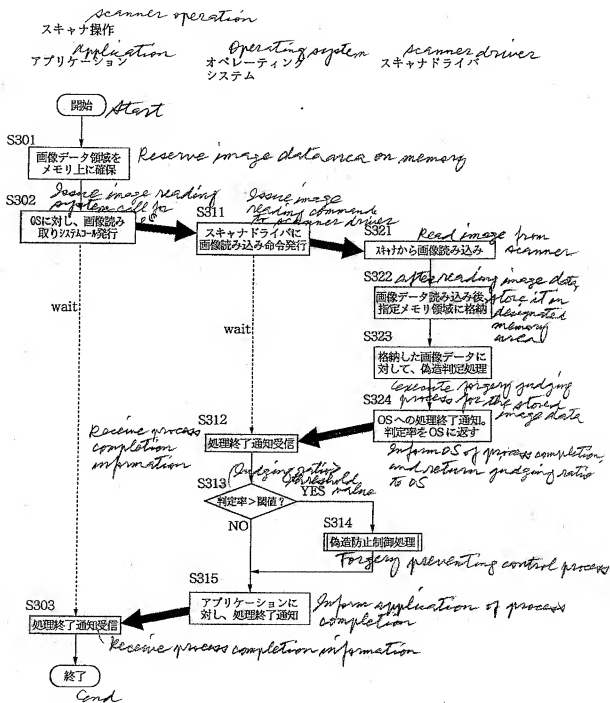 scanner operation
スキャナ操作
Application
アプリケーション
Operating system
オペレーティング
システム
scanner driver
スキャナドライバ
開始
Start
S301
画像データ領域を
メモリ上に確保
Reserve image data area on memory
S302
Issue image reading
system call for
OS
OSに対し、画像読み
取りシステムコール発行
S311
Issue image
reading command
to scanner driver
スキャナドライバに
画像読み込み命令発行
S321
Read image from
scanner
スキャナから画像読み込み
S322
after reading image data,
store it in
designated
memory
area
画像データ読み込み後、
指定メモリ領域に格納
wait
wait
S323
格納した画像データに
対して、偽造判定処理
execute forgery judging
process for the stored
image data
S324
OSへの処理終了通知。
判定率をOSに返す
Inform OS of process completion,
and return judging ratio
to OS
S312
処理終了通知受信
Receive process
completion
information
S313
Judging ratio>
threshold
value
判定率>閾値?
YES
NO
S314
偽造防止制御処理
Forgery preventing control process
S315
アプリケーションに
対し、処理終了通知
Inform application of process
completion
S303
処理終了通知受信
Receive process completion information
終了
End